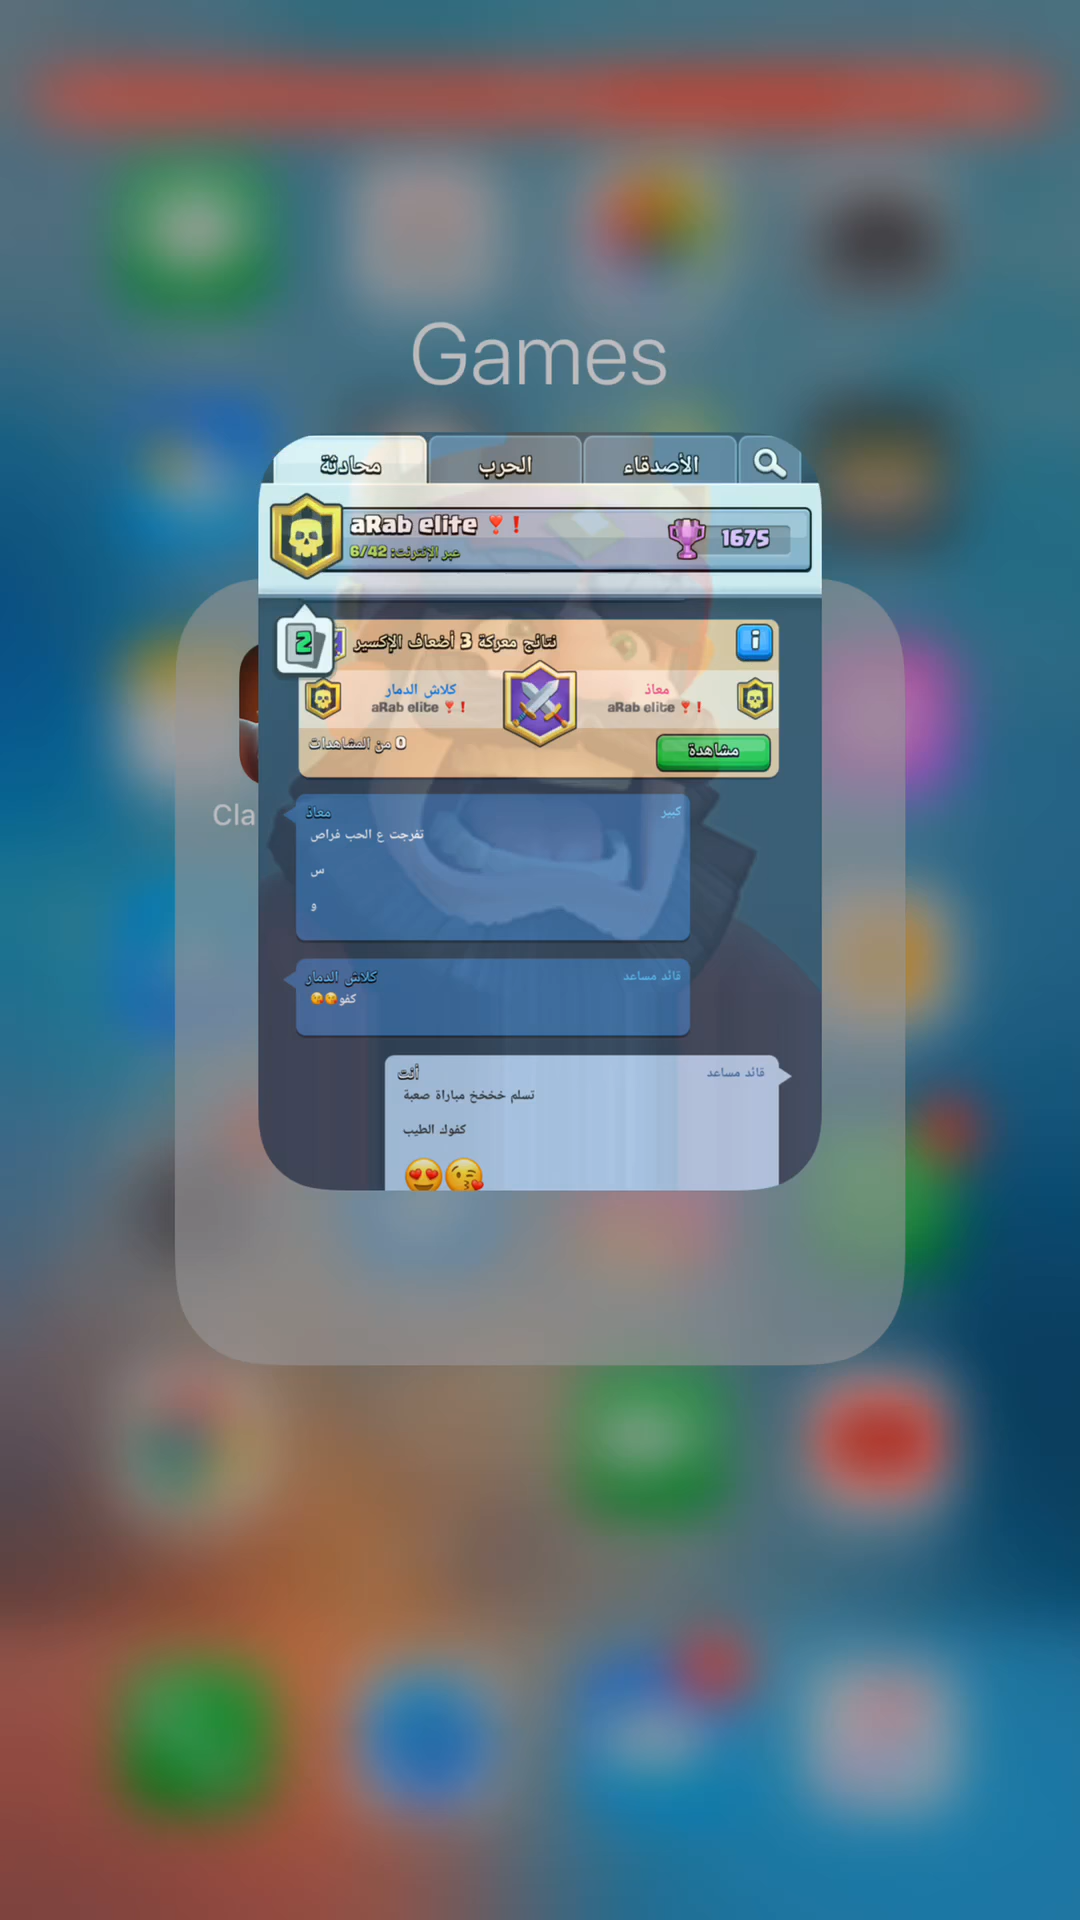 Games
محادثة
الحرب
الأصدقاء
aRab elite ❣❗
عبر الإنترنت: 6/42
1675
2
نتائج معركة 3 أضعاف الإكسير
i
كلاش الدمار
aRab elite ❣❗
معاذ
aRab elite ❣❗
0 من المشاهدات
مشاهدة
Cla
معاذ
كبير
تفرجت ع الحب فراص
س
و
كلاش الدمار
قائد مساعد
كفو😘😘
أنت
قائد مساعد
تسلم خخخخ مباراة صعبة
كفوك الطيب
😍😘